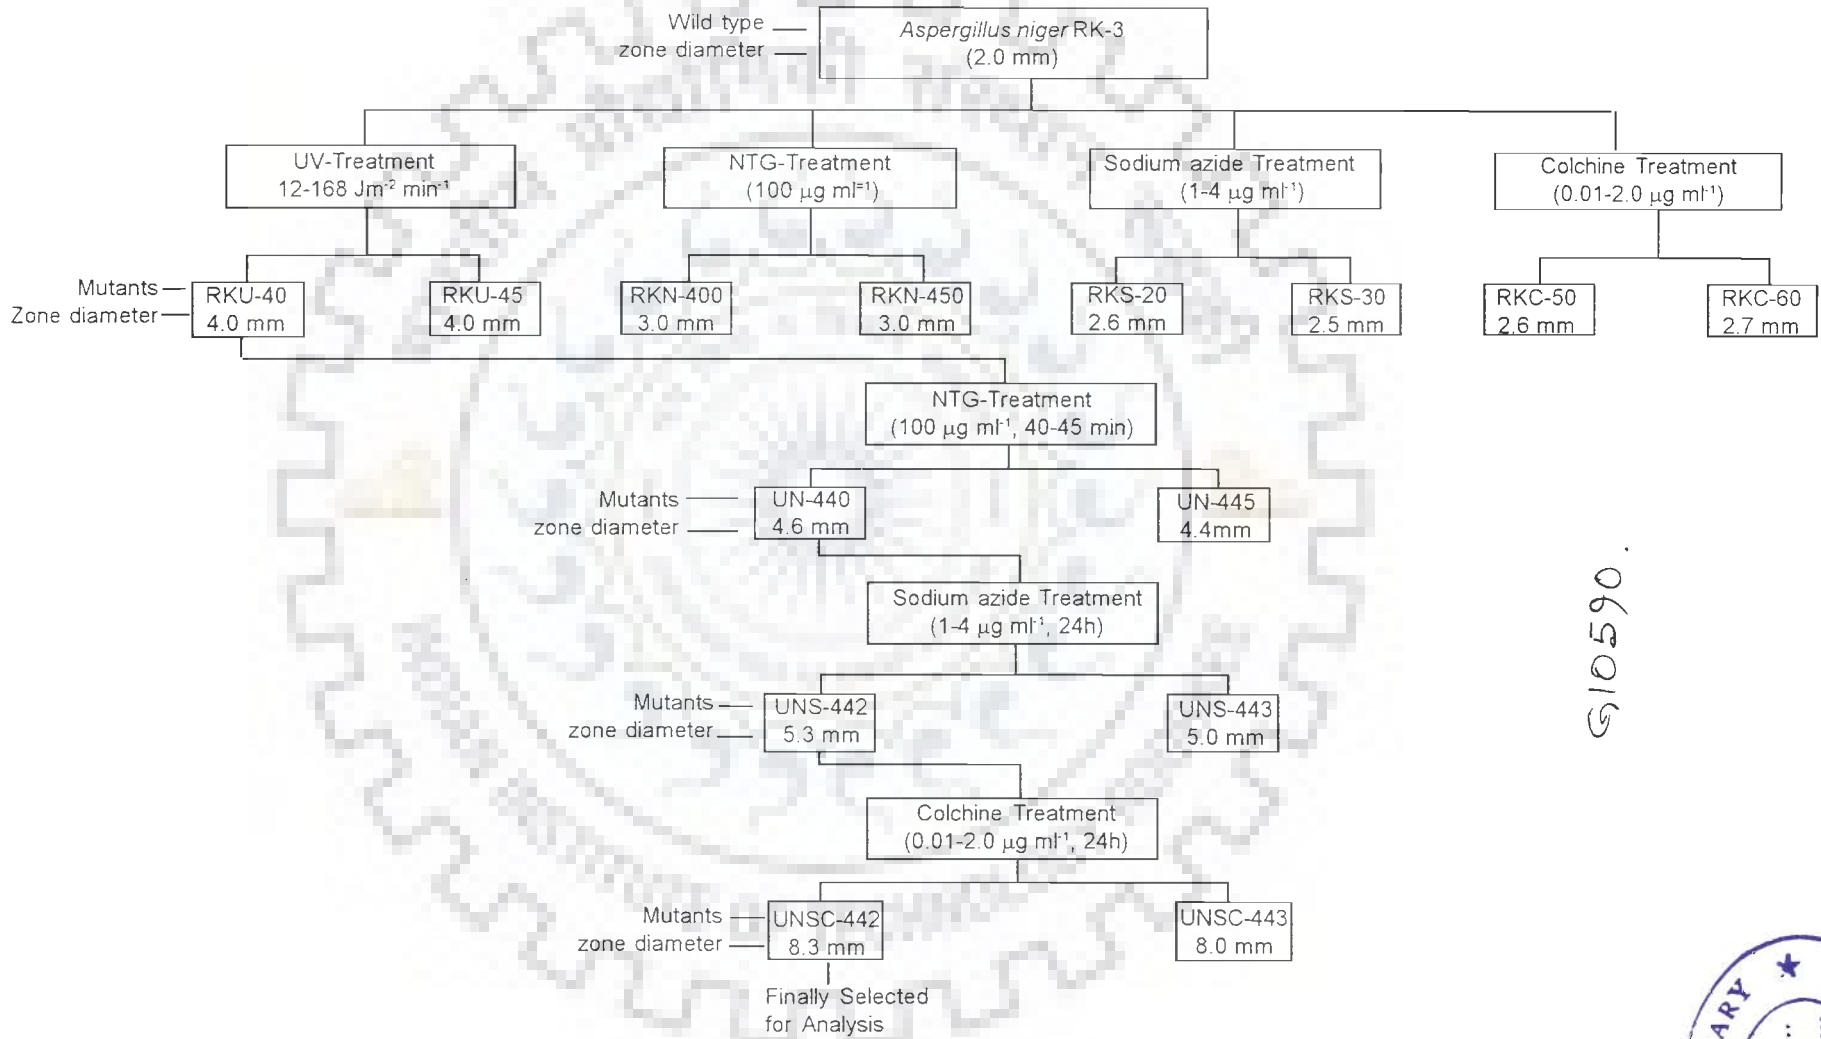 Wild type
zone diameter
Aspergillus niger RK-3
(2.0 mm)
UV-Treatment
12-168 Jm⁻² min⁻¹
NTG-Treatment
(100 µg ml⁼¹)
Sodium azide Treatment
(1-4 µg ml⁻¹)
Colchine Treatment
(0.01-2.0 µg ml⁻¹)
Mutants
Zone diameter
RKU-40
4.0 mm
RKU-45
4.0 mm
RKN-400
3.0 mm
RKN-450
3.0 mm
RKS-20
2.6 mm
RKS-30
2.5 mm
RKC-50
2.6 mm
RKC-60
2.7 mm
NTG-Treatment
(100 µg ml⁻¹, 40-45 min)
Mutants
zone diameter
UN-440
4.6 mm
UN-445
4.4mm
Sodium azide Treatment
(1-4 µg ml⁻¹, 24h)
Mutants
zone diameter
UNS-442
5.3 mm
UNS-443
5.0 mm
Colchine Treatment
(0.01-2.0 µg ml⁻¹, 24h)
Mutants
zone diameter
UNSC-442
8.3 mm
UNSC-443
8.0 mm
Finally Selected
for Analysis
G10590.